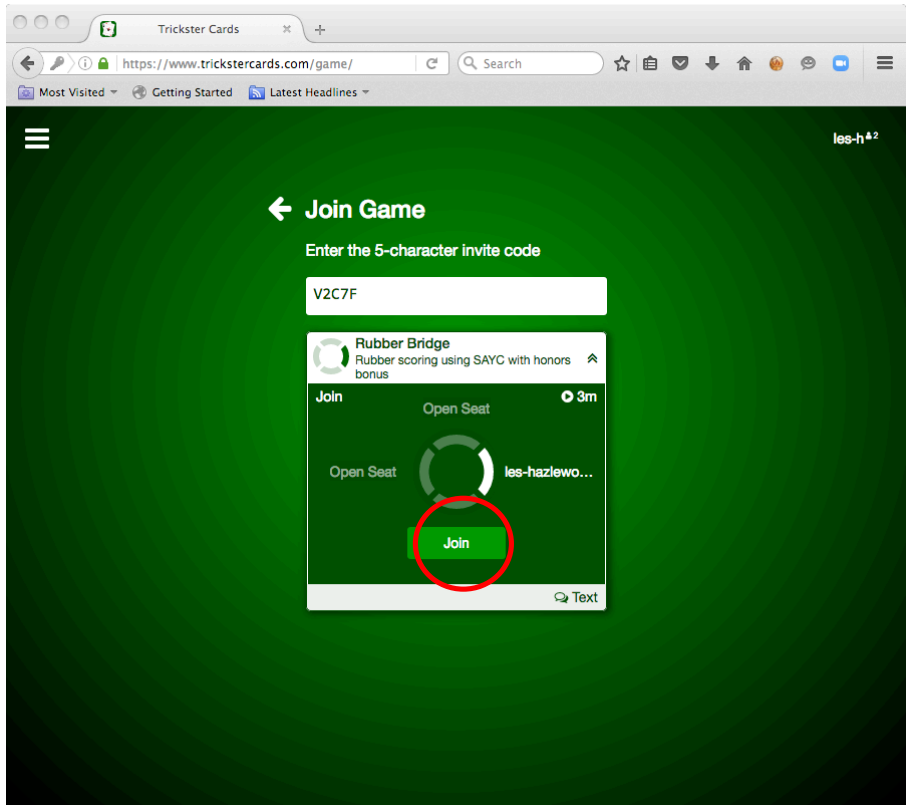 Trickster Cards
https://www.trickstercards.com/game/
Search
Most Visited
Getting Started
Latest Headlines
les-h 2
Join Game
Enter the 5-character invite code
V2C7F
Rubber Bridge
Rubber scoring using SAYC with honors
bonus
Join
3m
Open Seat
Open Seat
les-hazlewo...
Join
Text